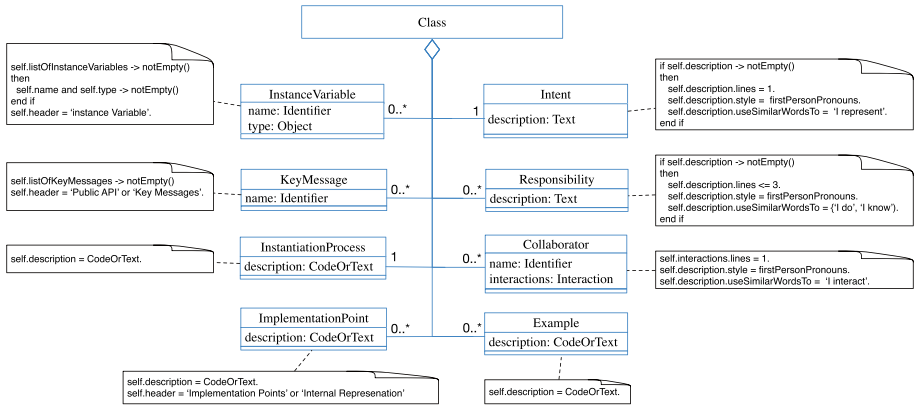 Class
self.listOfInstanceVariables -> notEmpty()
then
self.name and self.type -> notEmpty()
end if
self.header = 'instance Variable'.
InstanceVariable
name: Identifier
type: Object
0..*
1
Intent
description: Text
if self.description -> notEmpty()
then
self.description.lines = 1.
self.description.style = firstPersonPronouns.
self.description.useSimilarWordsTo = 'I represent'.
end if
self.listOfKeyMessages -> notEmpty()
self.header = 'Public API' or 'Key Messages'.
KeyMessage
name: Identifier
0..*
0..*
Responsibility
description: Text
if self.description -> notEmpty()
then
self.description.lines <= 3.
self.description.style = firstPersonPronouns.
self.description.useSimilarWordsTo = {'I do', 'I know').
end if
self.description = CodeOrText.
InstantiationProcess
description: CodeOrText
1
0..*
Collaborator
name: Identifier
interactions: Interaction
self.interactions.lines = 1.
self.description.style = firstPersonPronouns.
self.description.useSimilarWordsTo = 'I interact'.
ImplementationPoint
description: CodeOrText
0..*
0..*
Example
description: CodeOrText
self.description = CodeOrText.
self.header = 'Implementation Points' or 'Internal Represenation'
self.description = CodeOrText.